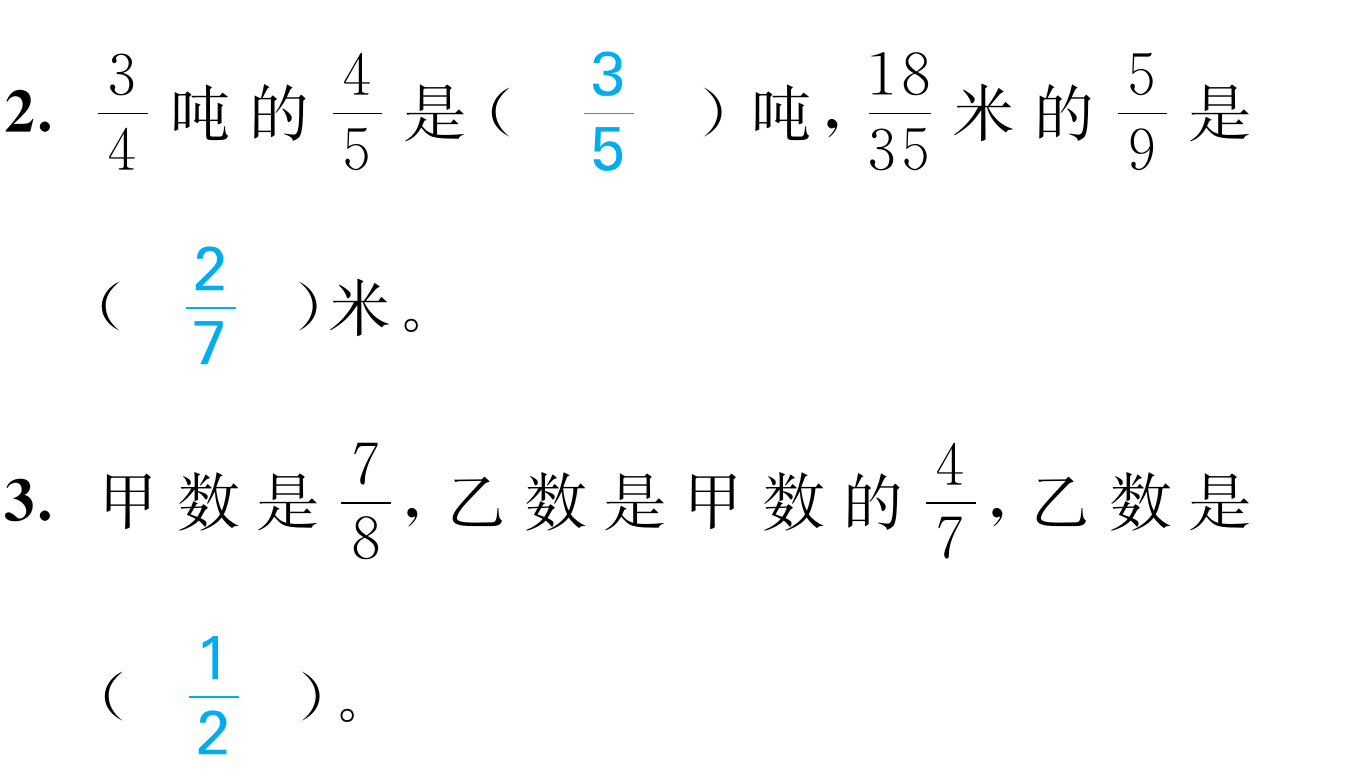 2. 3/4 吨的 4/5 是( 3/5 )吨, 18/35 米的 5/9 是
( 2/7 )米。
3. 甲数是 7/8 ,乙数是甲数的 4/7 ,乙数是
( 1/2 )。